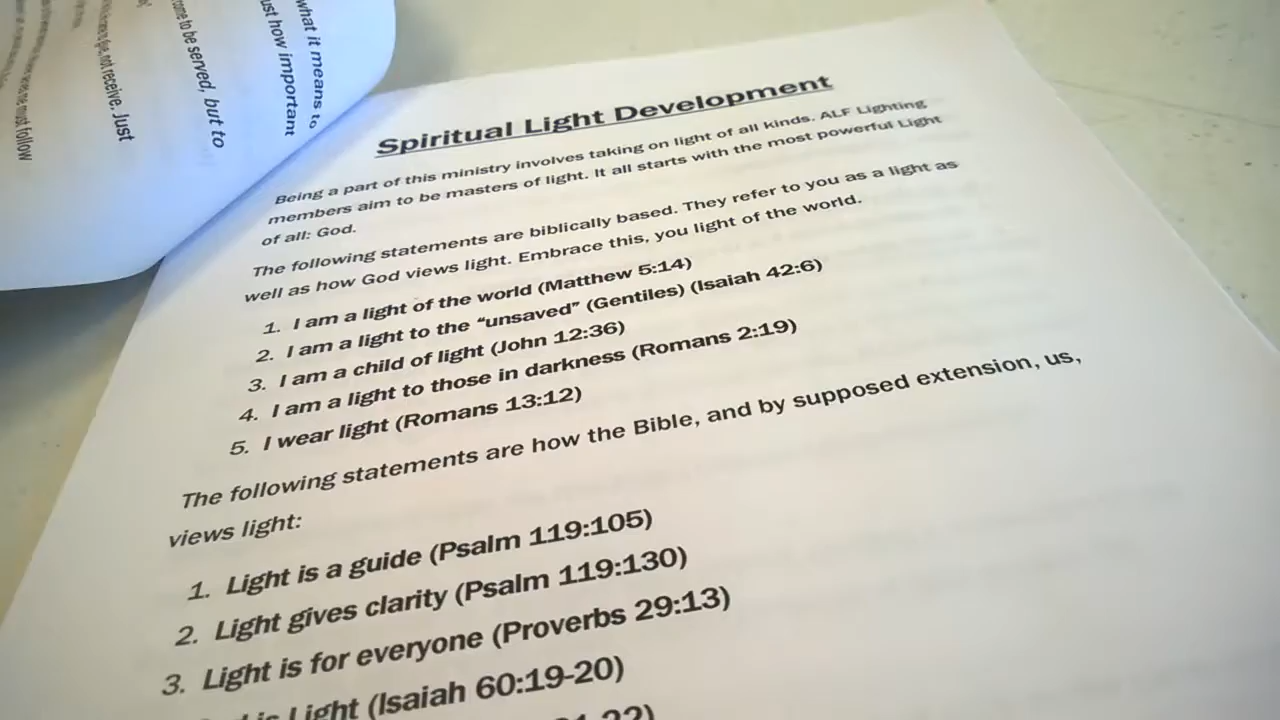 what it means to
ust how important
ome to be served, but to
not receive. Just
must follow
Spiritual Light Development
Being a part of this ministry involves taking on light of all kinds. ALF Lighting
members aim to be masters of light. It all starts with the most powerful Light
of all: God.
The following statements are biblically based. They refer to you as a light as
well as how God views light. Embrace this, you light of the world.
1. I am a light of the world (Matthew 5:14)
2. I am a light to the “unsaved” (Gentiles) (Isaiah 42:6)
3. I am a child of light (John 12:36)
4. I am a light to those in darkness (Romans 2:19)
5. I wear light (Romans 13:12)
The following statements are how the Bible, and by supposed extension, us,
views light:
1. Light is a guide (Psalm 119:105)
2. Light gives clarity (Psalm 119:130)
3. Light is for everyone (Proverbs 29:13)
is Light (Isaiah 60:19-20)